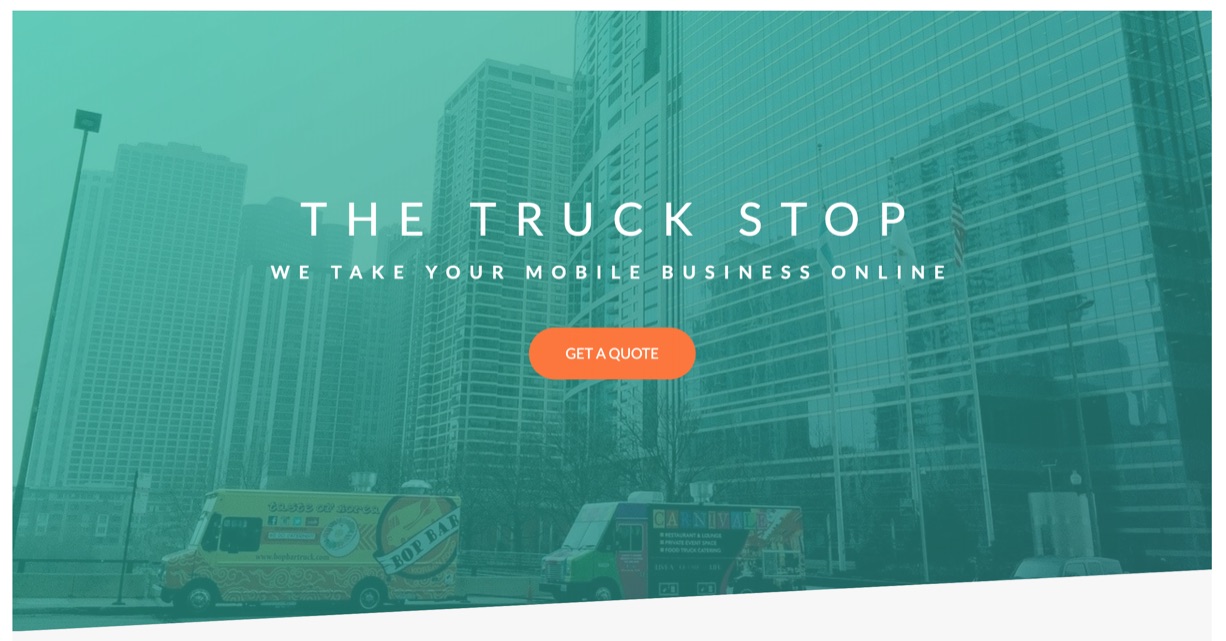 THE TRUCK STOP
WE TAKE YOUR MOBILE BUSINESS ONLINE
GET A QUOTE
taste of Korea
www.bopbartruck.com
BOP BAR
CARNIVALE
RESTAURANT & LOUNGE
PRIVATE EVENT SPACE
FOOD TRUCK CATERING